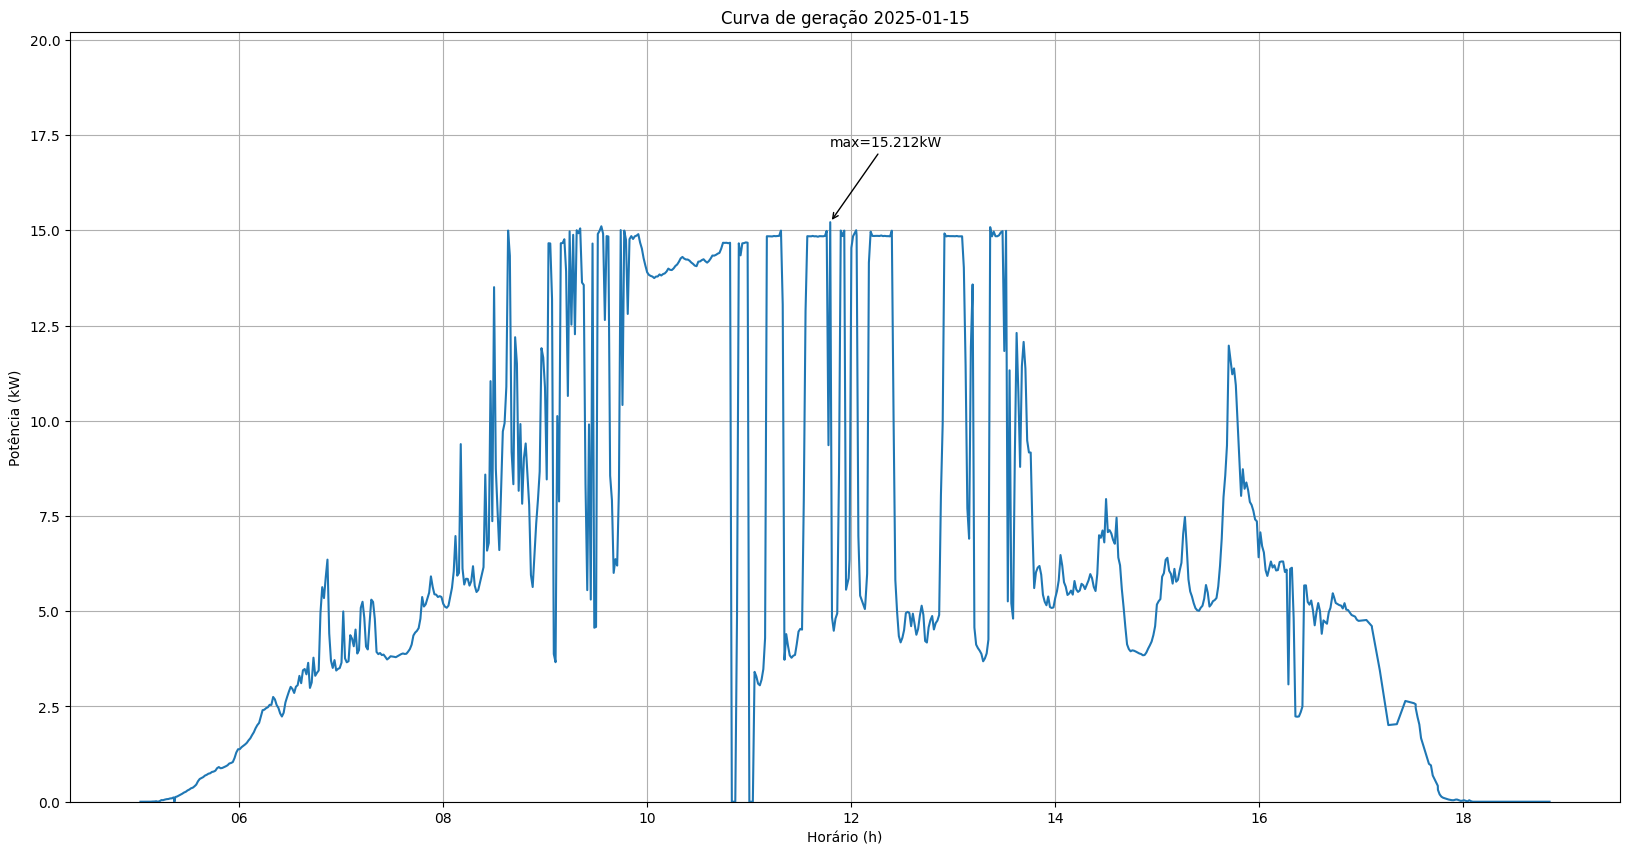 Curva de geração 2025-01-15
20.0
17.5
max=15.212kW
15.0
12.5
10.0
7.5
5.0
2.5
0.0
Potência (kW)
06 08 10 12 14 16 18
Horário (h)